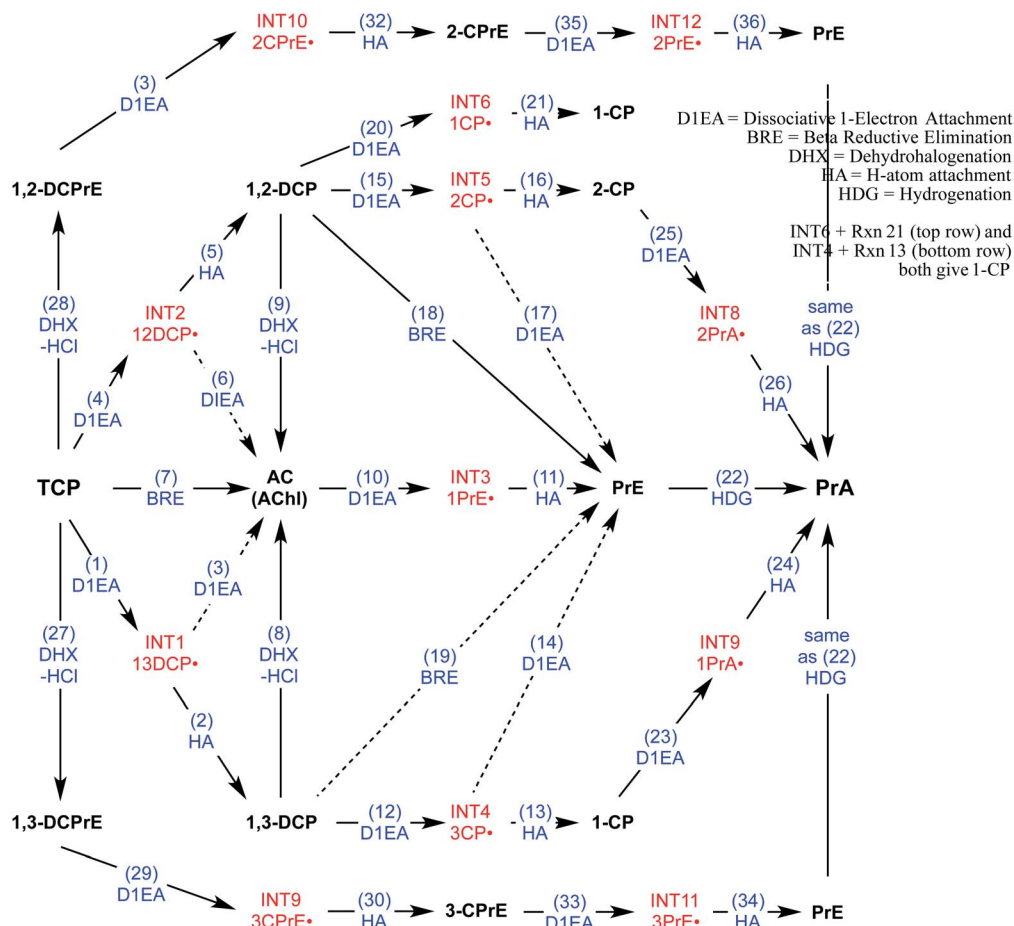 INT10
2CPrE•
(32)
HA
2-CPrE
(35)
D1EA
INT12
2PrE•
(36)
HA
PrE
(3)
D1EA
INT6
1CP•
(21)
HA
1-CP
(20)
D1EA
D1EA = Dissociative 1-Electron Attachment
BRE = Beta Reductive Elimination
DHX = Dehydrohalogenation
HA = H-atom attachment
HDG = Hydrogenation
INT6 + Rxn 21 (top row) and
INT4 + Rxn 13 (bottom row)
both give 1-CP
1,2-DCPrE
1,2-DCP
(15)
D1EA
INT5
2CP•
(16)
HA
2-CP
(25)
D1EA
(5)
HA
(28)
DHX
-HCl
INT2
12DCP•
(9)
DHX
-HCl
(18)
BRE
(17)
D1EA
INT8
2PrA•
same
as (22)
HDG
(4)
D1EA
(6)
DIEA
(26)
HA
TCP
(7)
BRE
AC
(AChl)
(10)
D1EA
INT3
1PrE•
(11)
HA
PrE
(22)
HDG
PrA
(1)
D1EA
(3)
D1EA
(24)
HA
(27)
DHX
-HCl
INT1
13DCP•
(8)
DHX
-HCl
(19)
BRE
(14)
D1EA
INT9
1PrA•
same
as (22)
HDG
(2)
HA
(23)
D1EA
1,3-DCPrE
1,3-DCP
(12)
D1EA
INT4
3CP•
(13)
HA
1-CP
(29)
D1EA
INT9
3CPrE•
(30)
HA
3-CPrE
(33)
D1EA
INT11
3PrE•
(34)
HA
PrE